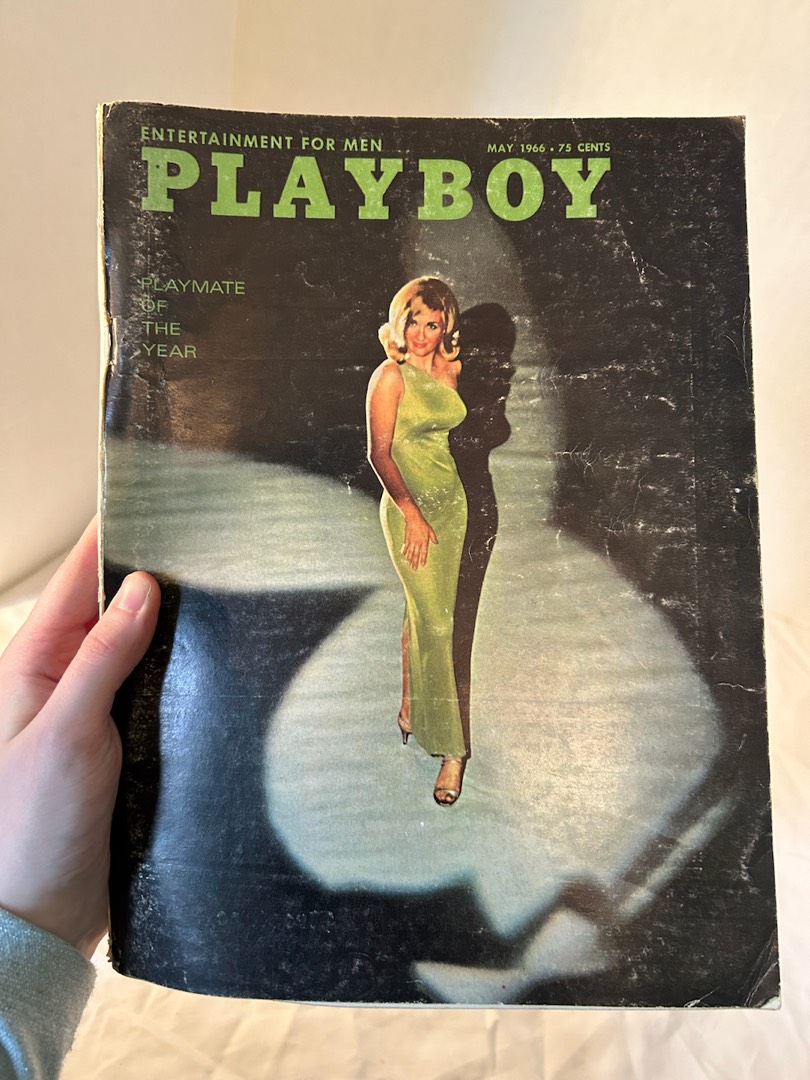 ENTERTAINMENT FOR MEN
MAY 1966 • 75 CENTS
PLAYBOY
PLAYMATE
OF
THE
YEAR